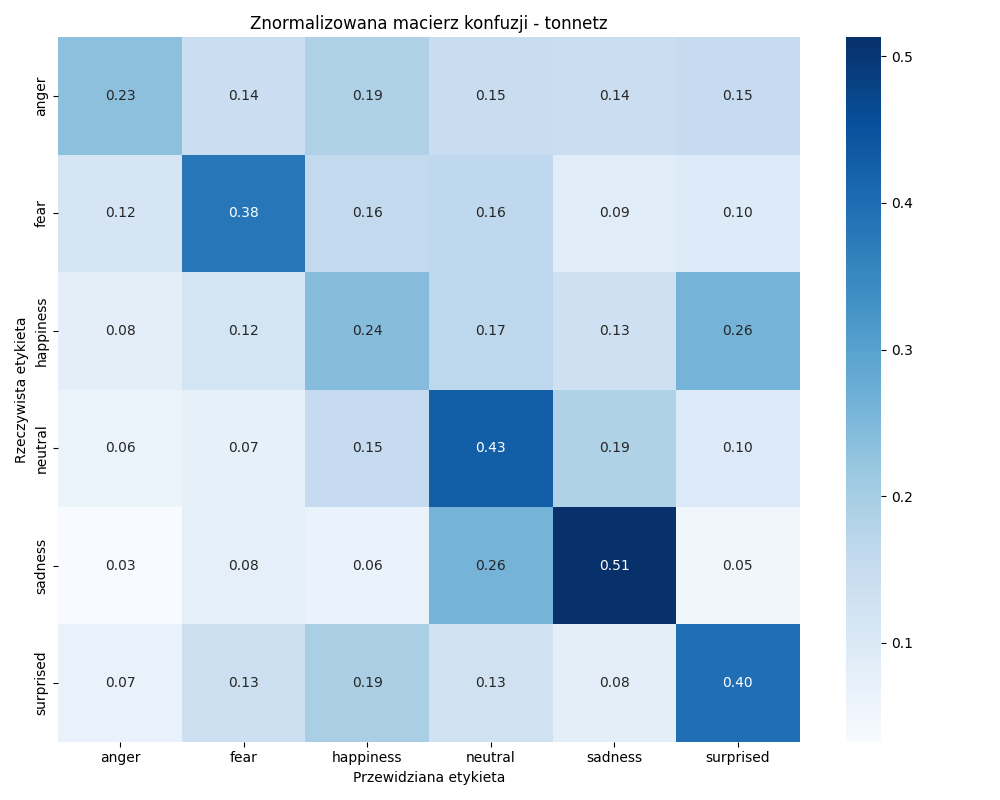 Znormalizowana macierz konfuzji - tonnetz
Rzeczywista etykieta
anger 0.23 0.14 0.19 0.15 0.14 0.15
fear 0.12 0.38 0.16 0.16 0.09 0.10
happiness 0.08 0.12 0.24 0.17 0.13 0.26
neutral 0.06 0.07 0.15 0.43 0.19 0.10
sadness 0.03 0.08 0.06 0.26 0.51 0.05
surprised 0.07 0.13 0.19 0.13 0.08 0.40
anger fear happiness neutral sadness surprised
Przewidziana etykieta
0.5
0.4
0.3
0.2
0.1